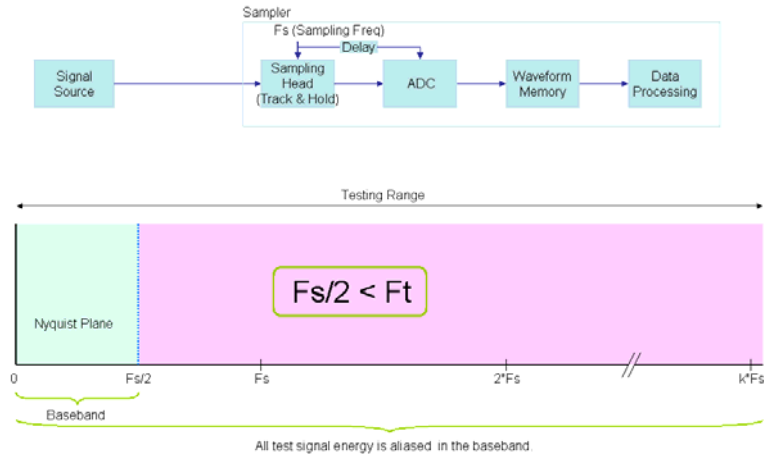 Sampler
Fs (Sampling Freq)
Delay
Signal
Source
Sampling
Head
(Track & Hold)
ADC
Waveform
Memory
Data
Processing
Testing Range
Fs/2 < Ft
Nyquist Plane
0
Fs/2
Fs
2*Fs
//
k*Fs
Baseband
All test signal energy is aliased in the baseband.